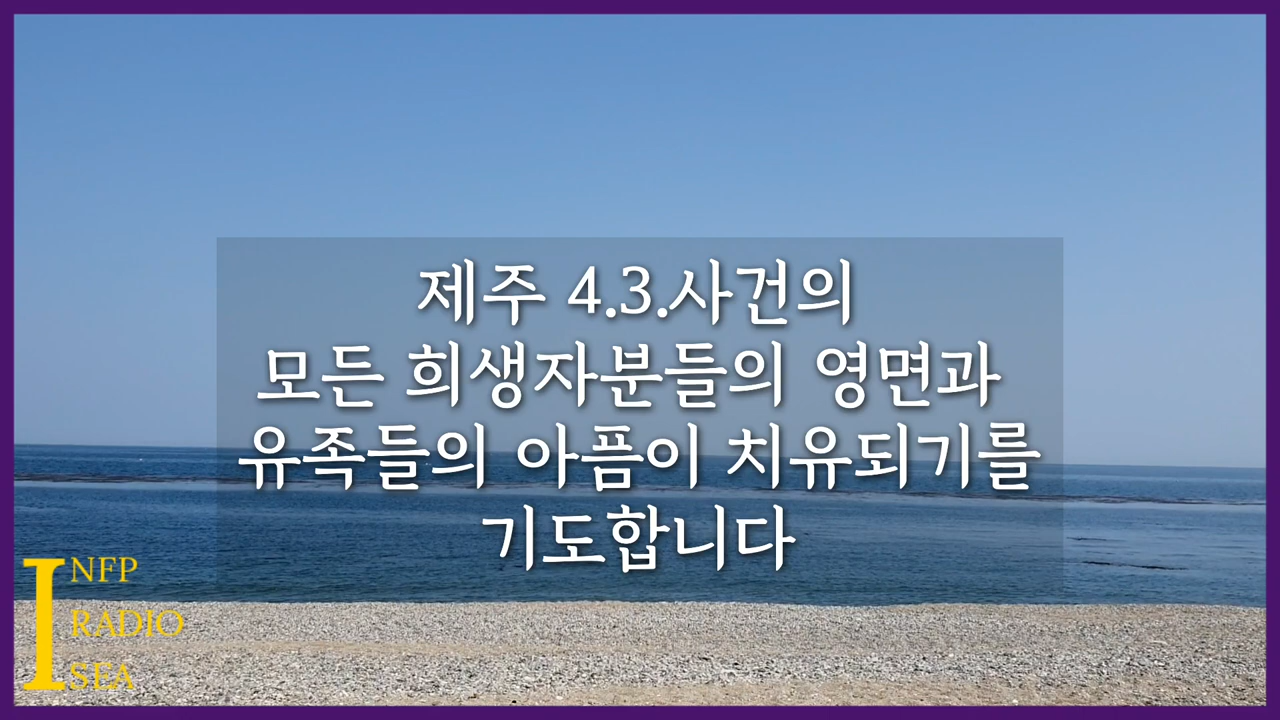 제주 4.3.사건의
모든 희생자분들의 영면과
유족들의 아픔이 치유되기를
기도합니다
INFP
RADIO
SEA